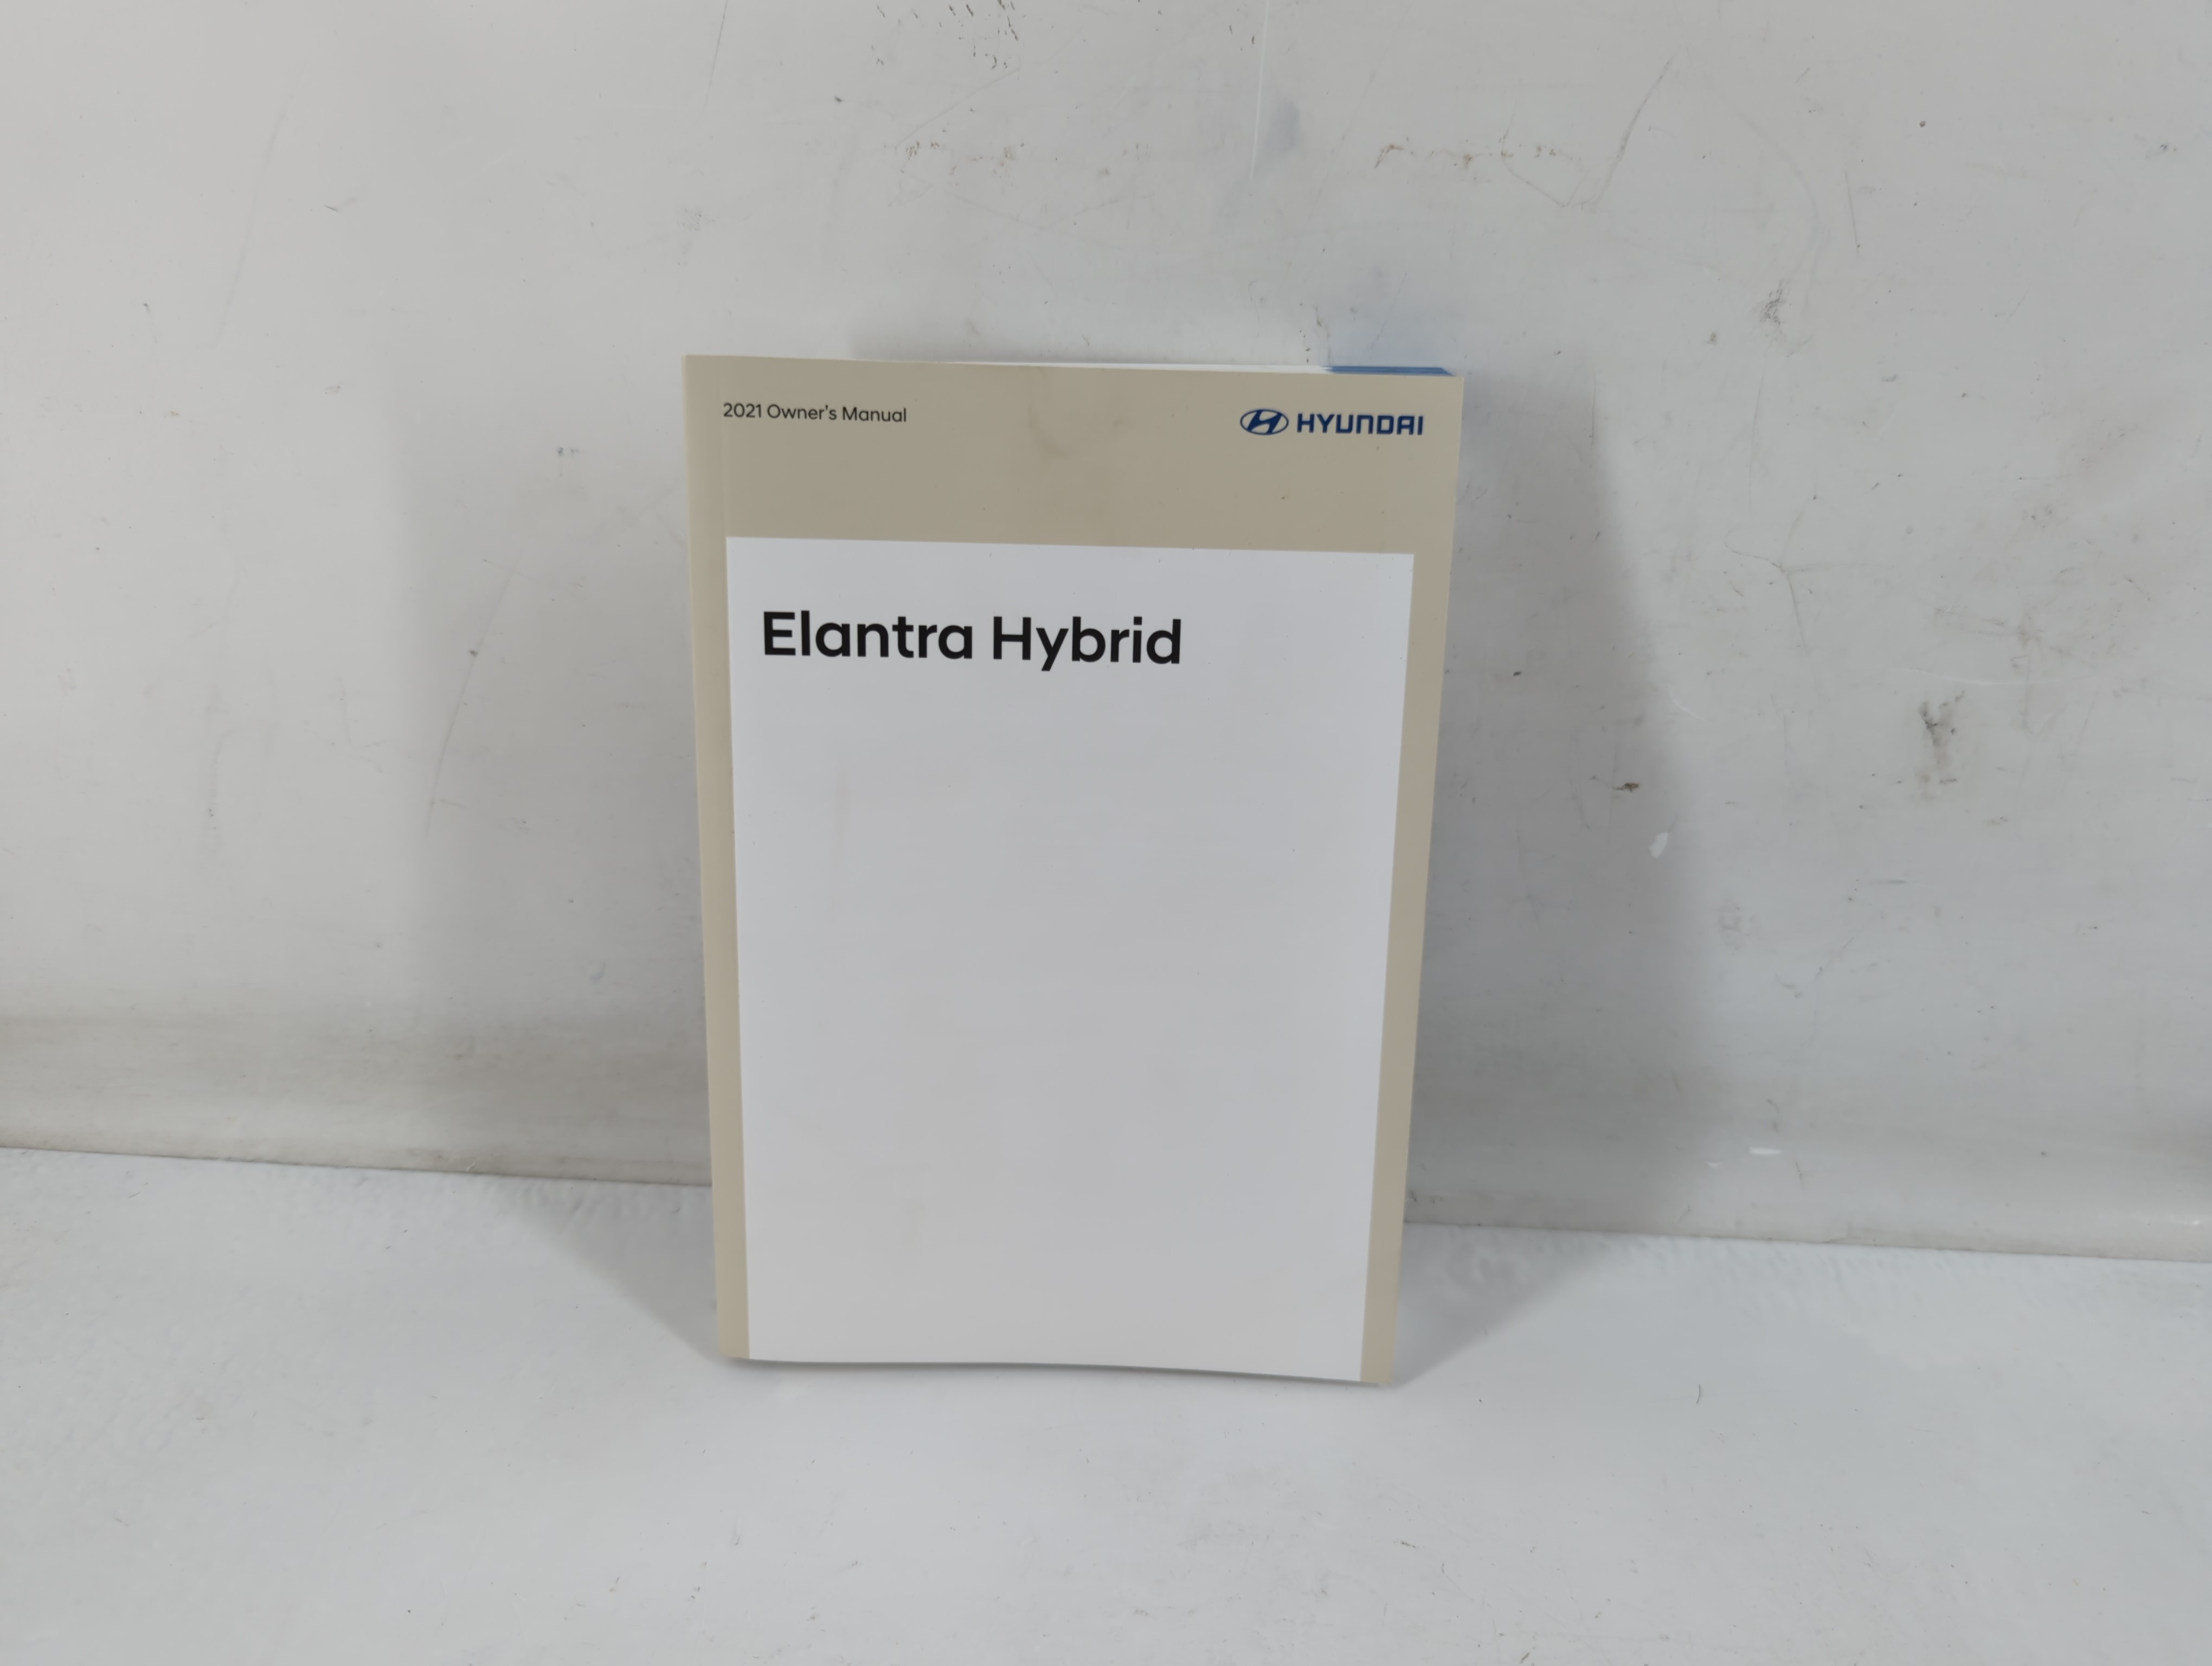 2021 Owner's Manual
HYUNDAI
Elantra Hybrid